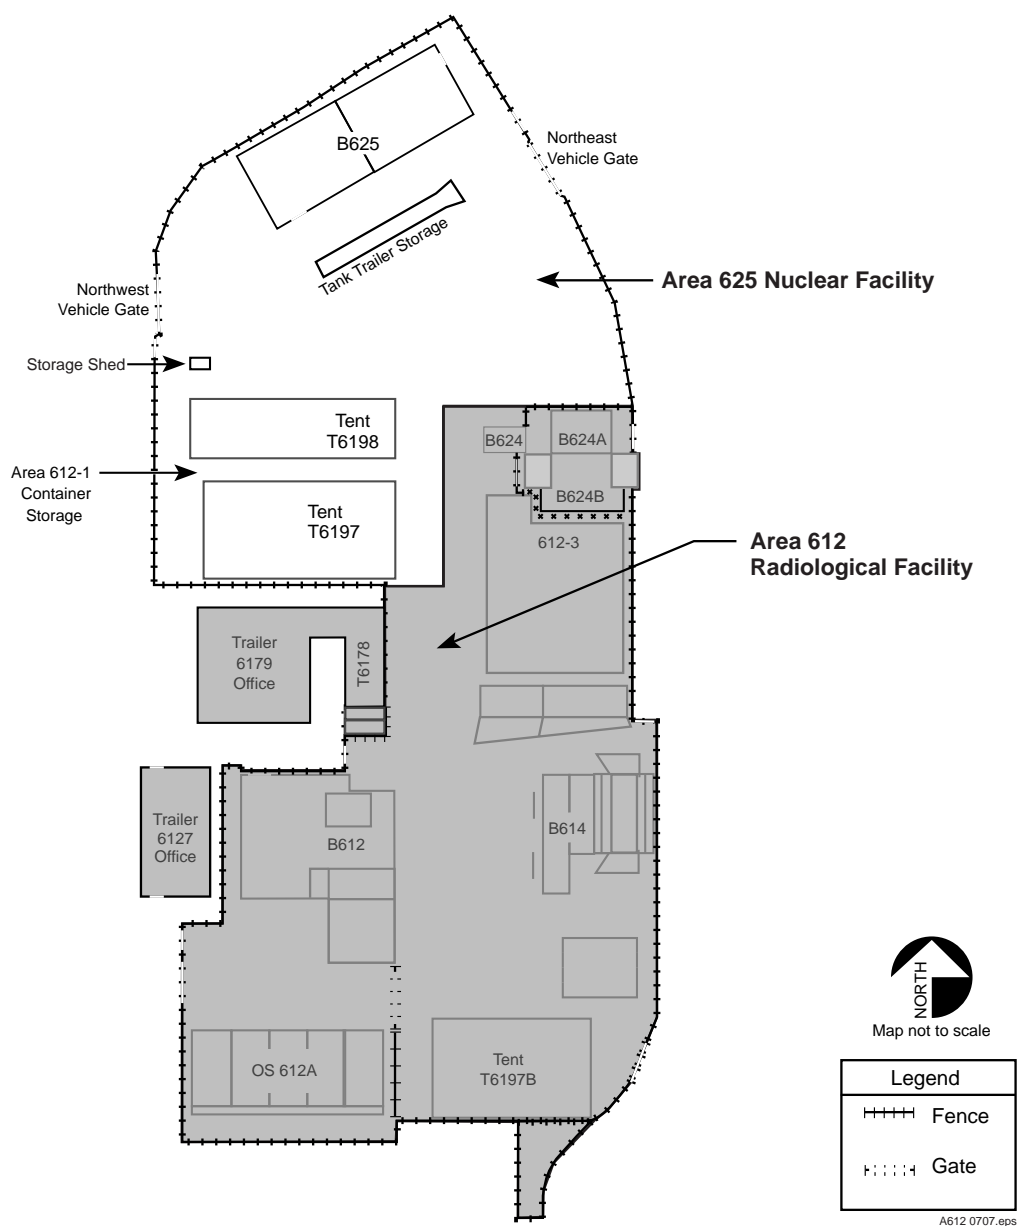 B625
Northeast
Vehicle Gate
Tank Trailer Storage
Area 625 Nuclear Facility
Northwest
Vehicle Gate
Storage Shed
Tent
T6198
B624
B624A
Area 612-1
Container
Storage
B624B
Tent
T6197
612-3
Area 612
Radiological Facility
Trailer
6179
Office
T6178
Trailer
6127
Office
B612
B614
NORTH
Map not to scale
OS 612A
Tent
T6197B
Legend
Fence
Gate
A612 0707.eps